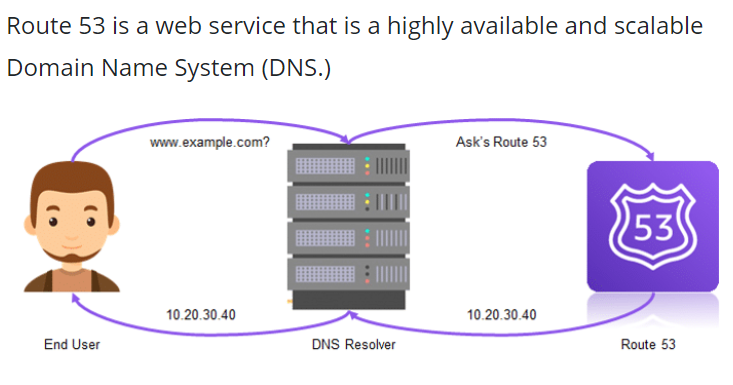 Route 53 is a web service that is a highly available and scalable
Domain Name System (DNS.)
www.example.com?
Ask's Route 53
53
10.20.30.40
10.20.30.40
End User
DNS Resolver
Route 53